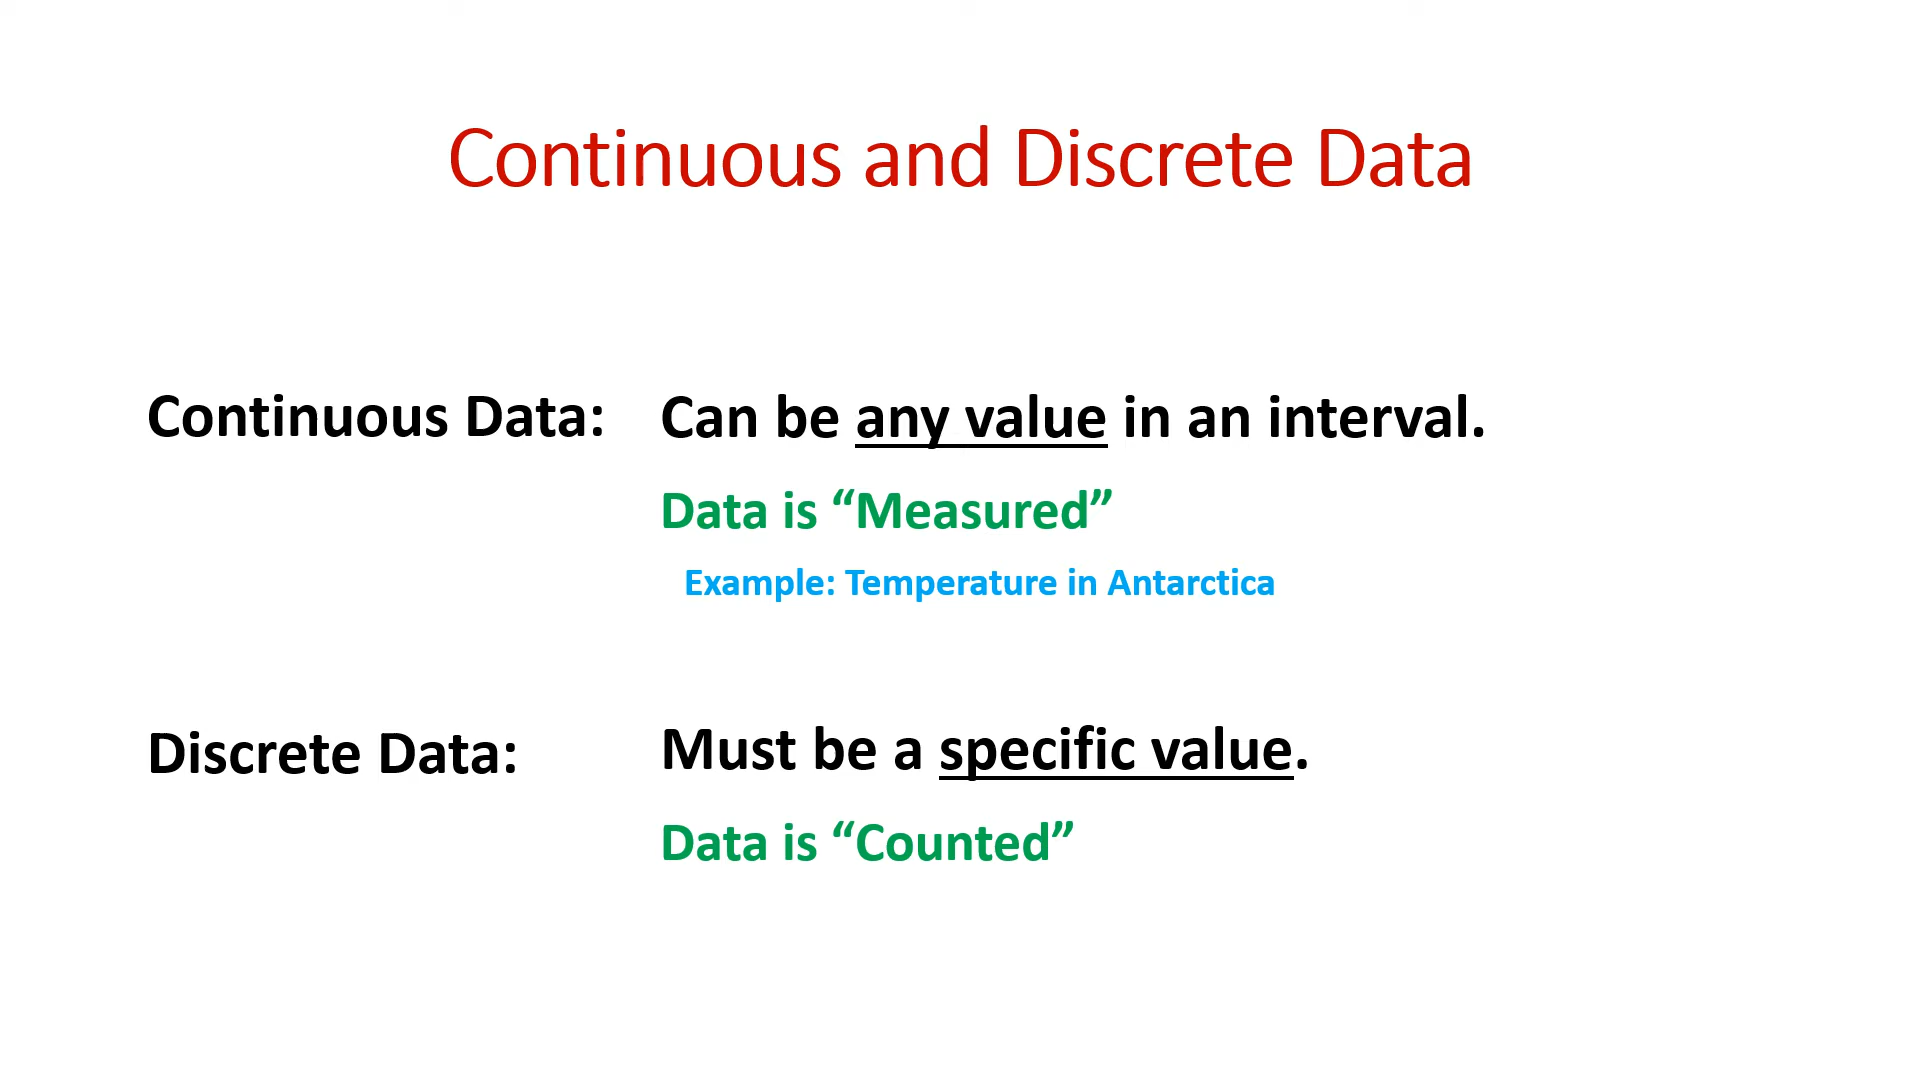 Continuous and Discrete Data
Continuous Data: Can be any value in an interval.
Data is “Measured”
Example: Temperature in Antarctica
Discrete Data: Must be a specific value.
Data is “Counted”